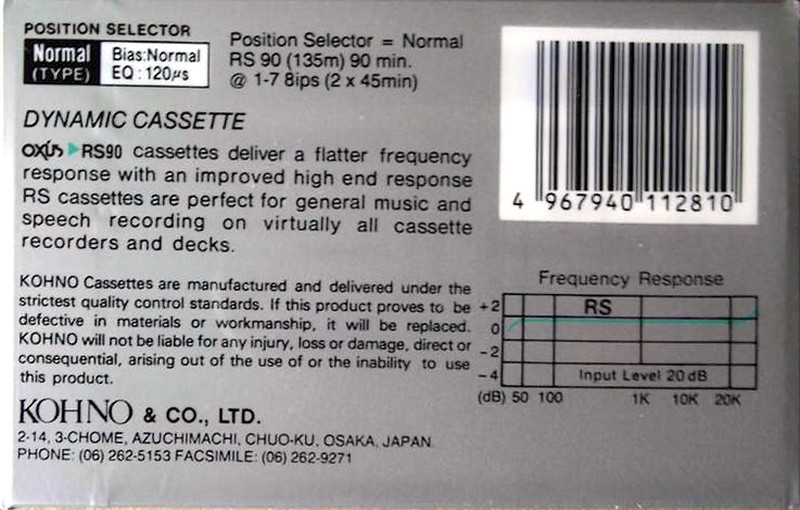 POSITION SELECTOR
Normal
(TYPE)
Bias:Normal
EQ : 120μs
Position Selector = Normal
RS 90 (135m) 90 min.
@ 1-7 8ips (2 x 45min)
DYNAMIC CASSETTE
RS90 cassettes deliver a flatter frequency
response with an improved high end response
RS cassettes are perfect for general music and
speech recording on virtually all cassette
recorders and decks.
KOHNO Cassettes are manufactured and delivered under the
strictest quality control standards. If this product proves to be
defective in materials or workmanship, it will be replaced.
KOHNO will not be liable for any injury, loss or damage, direct or
consequential, arising out of the use of or the inability to use
this product.
KOHNO & CO., LTD.
2-14, 3-CHOME, AZUCHIMACHI, CHUO-KU, OSAKA, JAPAN
PHONE: (06) 262-5153 FACSIMILE: (06) 262-9271
4 967940 112810
Frequency Response
+2
RS
0
-2
-4
Input Level 20 dB
(dB) 50 100 1K 10K 20K